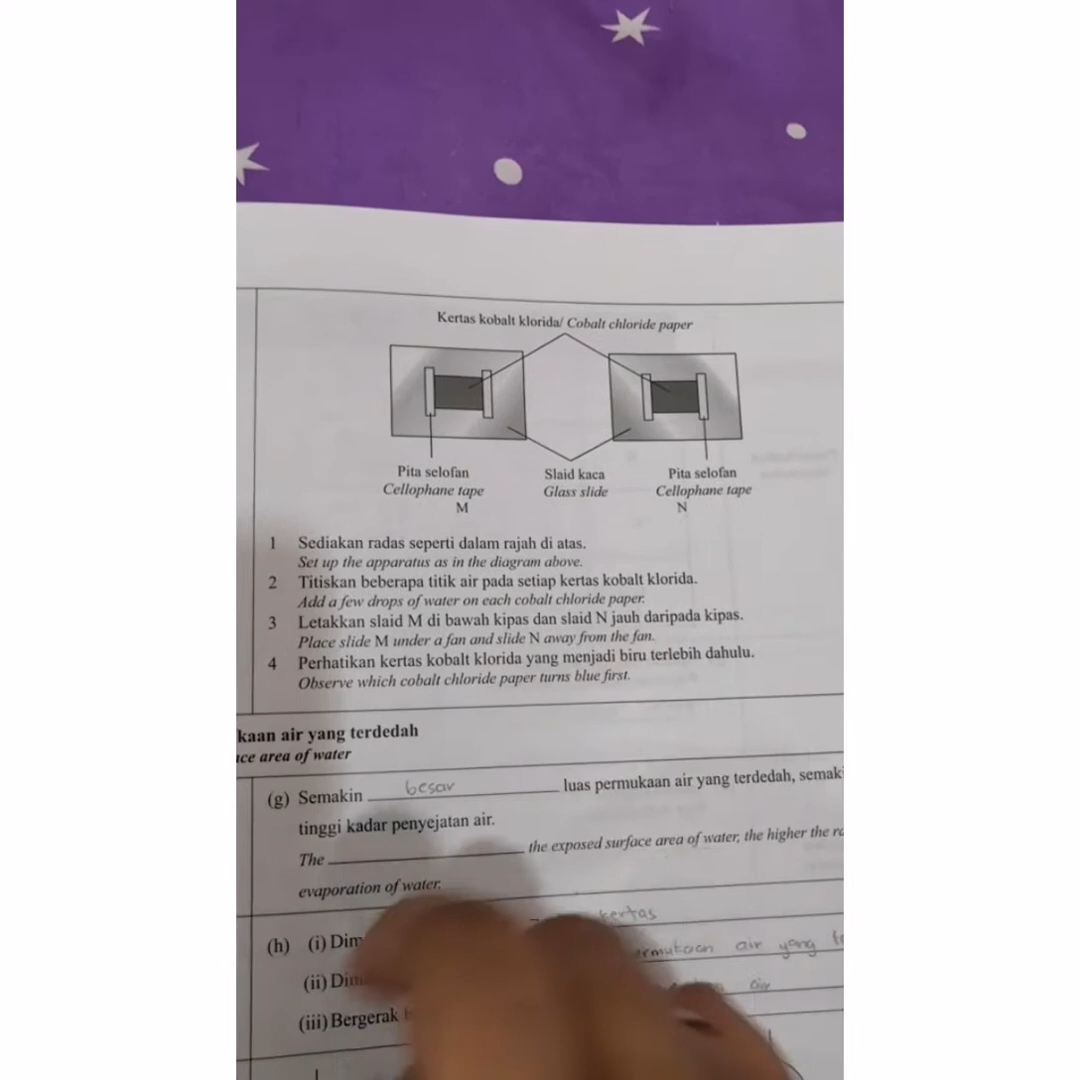 Kertas kobalt klorida/ Cobalt chloride paper
Pita selofan Slaid kaca Pita selofan
Cellophane tape Glass slide Cellophane tape
M N
1 Sediakan radas seperti dalam rajah di atas.
Set up the apparatus as in the diagram above.
2 Titiskan beberapa titik air pada setiap kertas kobalt klorida.
Add a few drops of water on each cobalt chloride paper.
3 Letakkan slaid M di bawah kipas dan slaid N jauh daripada kipas.
Place slide M under a fan and slide N away from the fan.
4 Perhatikan kertas kobalt klorida yang menjadi biru terlebih dahulu.
Observe which cobalt chloride paper turns blue first.
kaan air yang terdedah
area of water
(g) Semakin besar luas permukaan air yang terdedah,
tinggi kadar penyejatan air.
The the exposed surface area of water, the higher the
evaporation of water.
(h) (i) kertas
(ii) air yang
(iii) Bergerak air